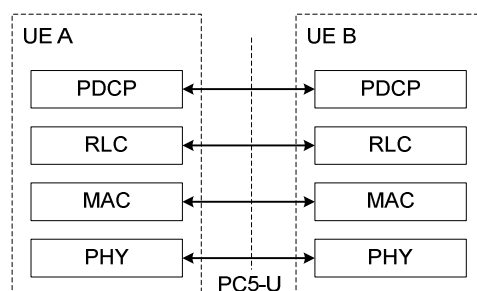 UE A UE B
PDCP PDCP
RLC RLC
MAC MAC
PHY PHY
PC5-U